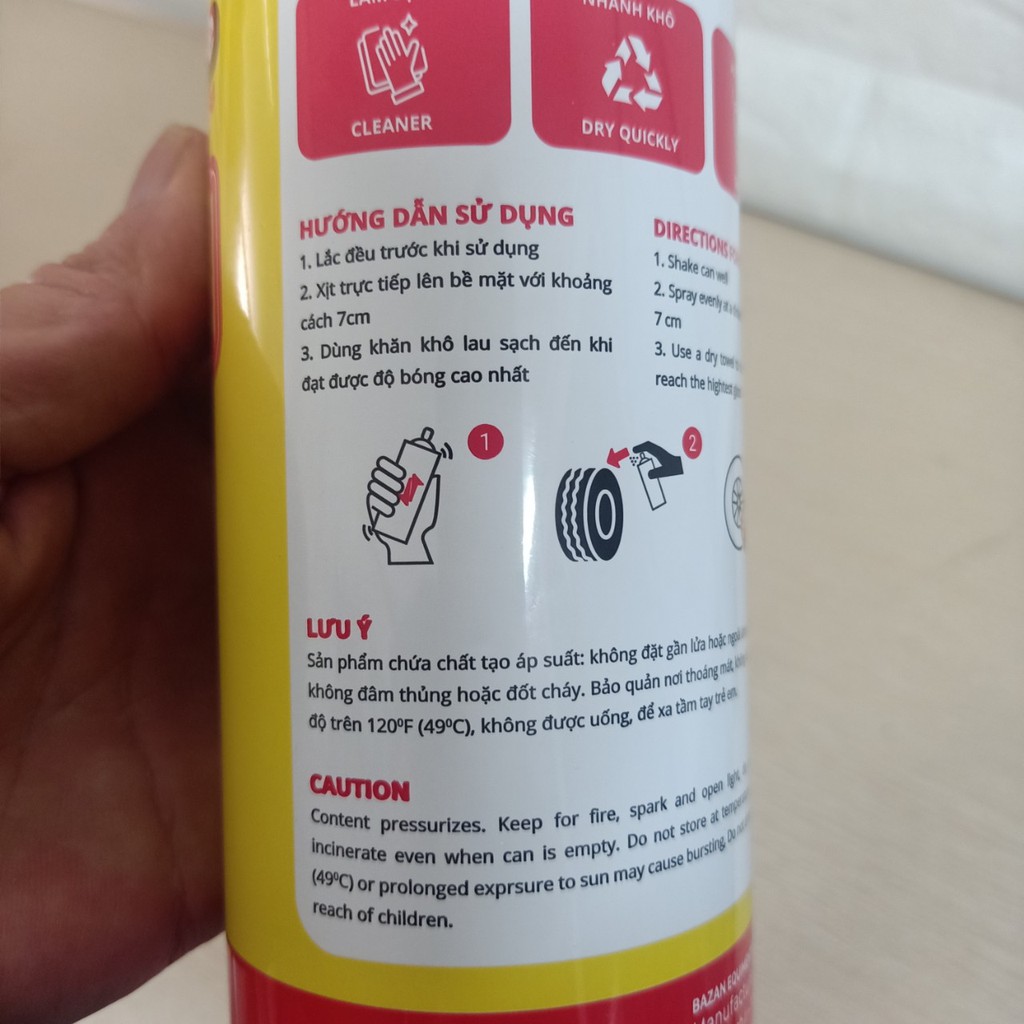 CLEANER
NHANH KHÔ
DRY QUICKLY
HƯỚNG DẪN SỬ DỤNG
1. Lắc đều trước khi sử dụng
2. Xịt trực tiếp lên bề mặt với khoảng
cách 7cm
3. Dùng khăn khô lau sạch đến khi
đạt được độ bóng cao nhất
DIRECTIONS
1. Shake can well
2. Spray evenly at a
7 cm
3. Use a dry towel
reach the hightest
1
2
LƯU Ý
Sản phẩm chứa chất tạo áp suất: không đặt gần lửa hoặc
không đâm thủng hoặc đốt cháy. Bảo quản nơi thoáng mát,
độ trên 120ºF (49ºC), không được uống, để xa tầm tay trẻ em.
CAUTION
Content pressurizes. Keep for fire, spark and open light,
incinerate even when can is empty. Do not store at
(49ºC) or prolonged exprsure to sun may cause bursting.
reach of children.
BAZAN